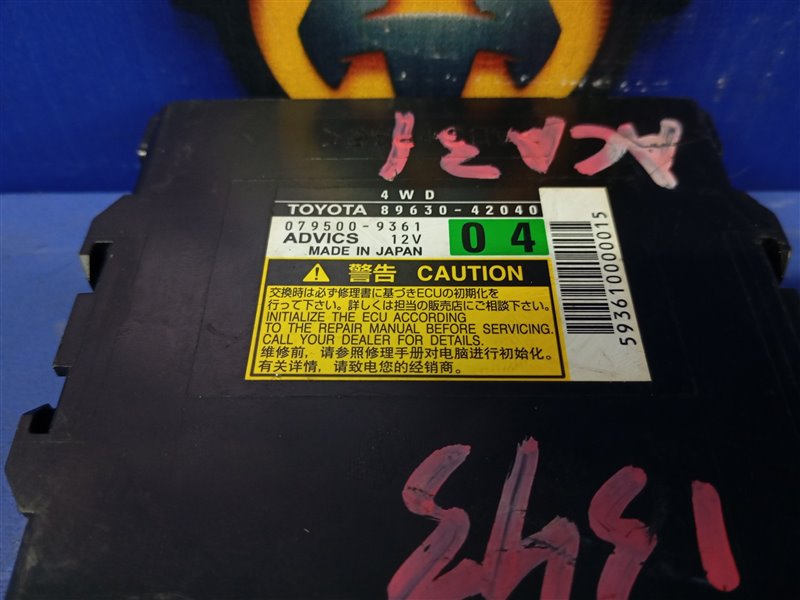 ACA31
4WD
TOYOTA 89630-42040
079500-9361
ADVICS 12V
MADE IN JAPAN
04
593610000015
警告 CAUTION
交換時は必ず修理書に基づきECUの初期化を
行って下さい。詳しくは担当の販売店にご相談下さい。
INITIALIZE THE ECU ACCORDING
TO THE REPAIR MANUAL BEFORE SERVICING.
CALL YOUR DEALER FOR DETAILS.
维修前，请参照修理手册对电脑进行初始化。
有关详情，请致电您的经销商。
1343